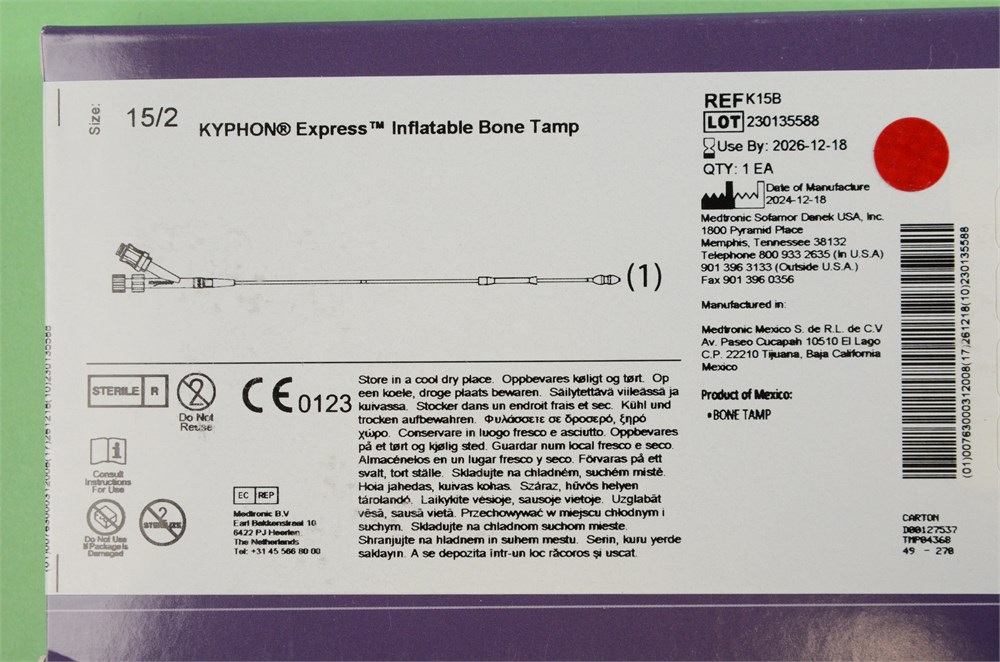 Size: 15/2
KYPHON® Express™ Inflatable Bone Tamp
(1)
REF K15B
LOT 230135588
Use By: 2026-12-18
QTY: 1 EA
Date of Manufacture
2024-12-18
Medtronic Sofamor Danek USA, Inc.
1800 Pyramid Place
Memphis, Tennessee 38132
Telephone 800 933 2635 (In U.S.A)
901 396 3133 (Outside U.S.A.)
Fax 901 396 0356
Manufactured in:
Medtronic Mexico S. de R.L. de C.V
Av. Paseo Cucapah 10510 El Lago
C.P. 22210 Tijuana, Baja California
Mexico
Product of Mexico:
•BONE TAMP
(01)00763000312008(17)261218(10)230135588
CARTON
D00127537
TMP04368
49 - 270
STERILE R
2
Do Not
Reuse
CE 0123
Consult
Instructions
For Use
Do Not Use
If Package Is
Damaged
2
STERILIZE
EC REP
Medtronic B.V
Earl Bakkenstraat 10
6422 PJ Heerlen
The Netherlands
Tel: +31 45 566 80 00
Store in a cool dry place. Oppbevares køligt og tørt. Op
een koele, droge plaats bewaren. Säilytettävä viileässä ja
kuivassa. Stocker dans un endroit frais et sec. Kühl und
trocken aufbewahren. Φυλάσσετε σε δροσερό, ξηρό
χώρο. Conservare in luogo fresco e asciutto. Oppbevares
på et tørt og kjølig sted. Guardar num local fresco e seco.
Almacénelos en un lugar fresco y seco. Förvaras på ett
svalt, tort ställe. Skladujte na chladném, suchém místě.
Hoia jahedas, kuivas kohas. Száraz, hűvös helyen
tárolandó. Laikykite vėsioje, sausoje vietoje. Uzglabāt
vēsā, sausā vietā. Przechowywać w miejscu chłodnym i
suchym. Skladujte na chladnom suchom mieste.
Shranjujte na hladnem in suhem mestu. Serin, kuru yerde
saklayın. A se depozita într-un loc răcoros şi uscat.
(01)00763000312008(17)261218(10)230135588